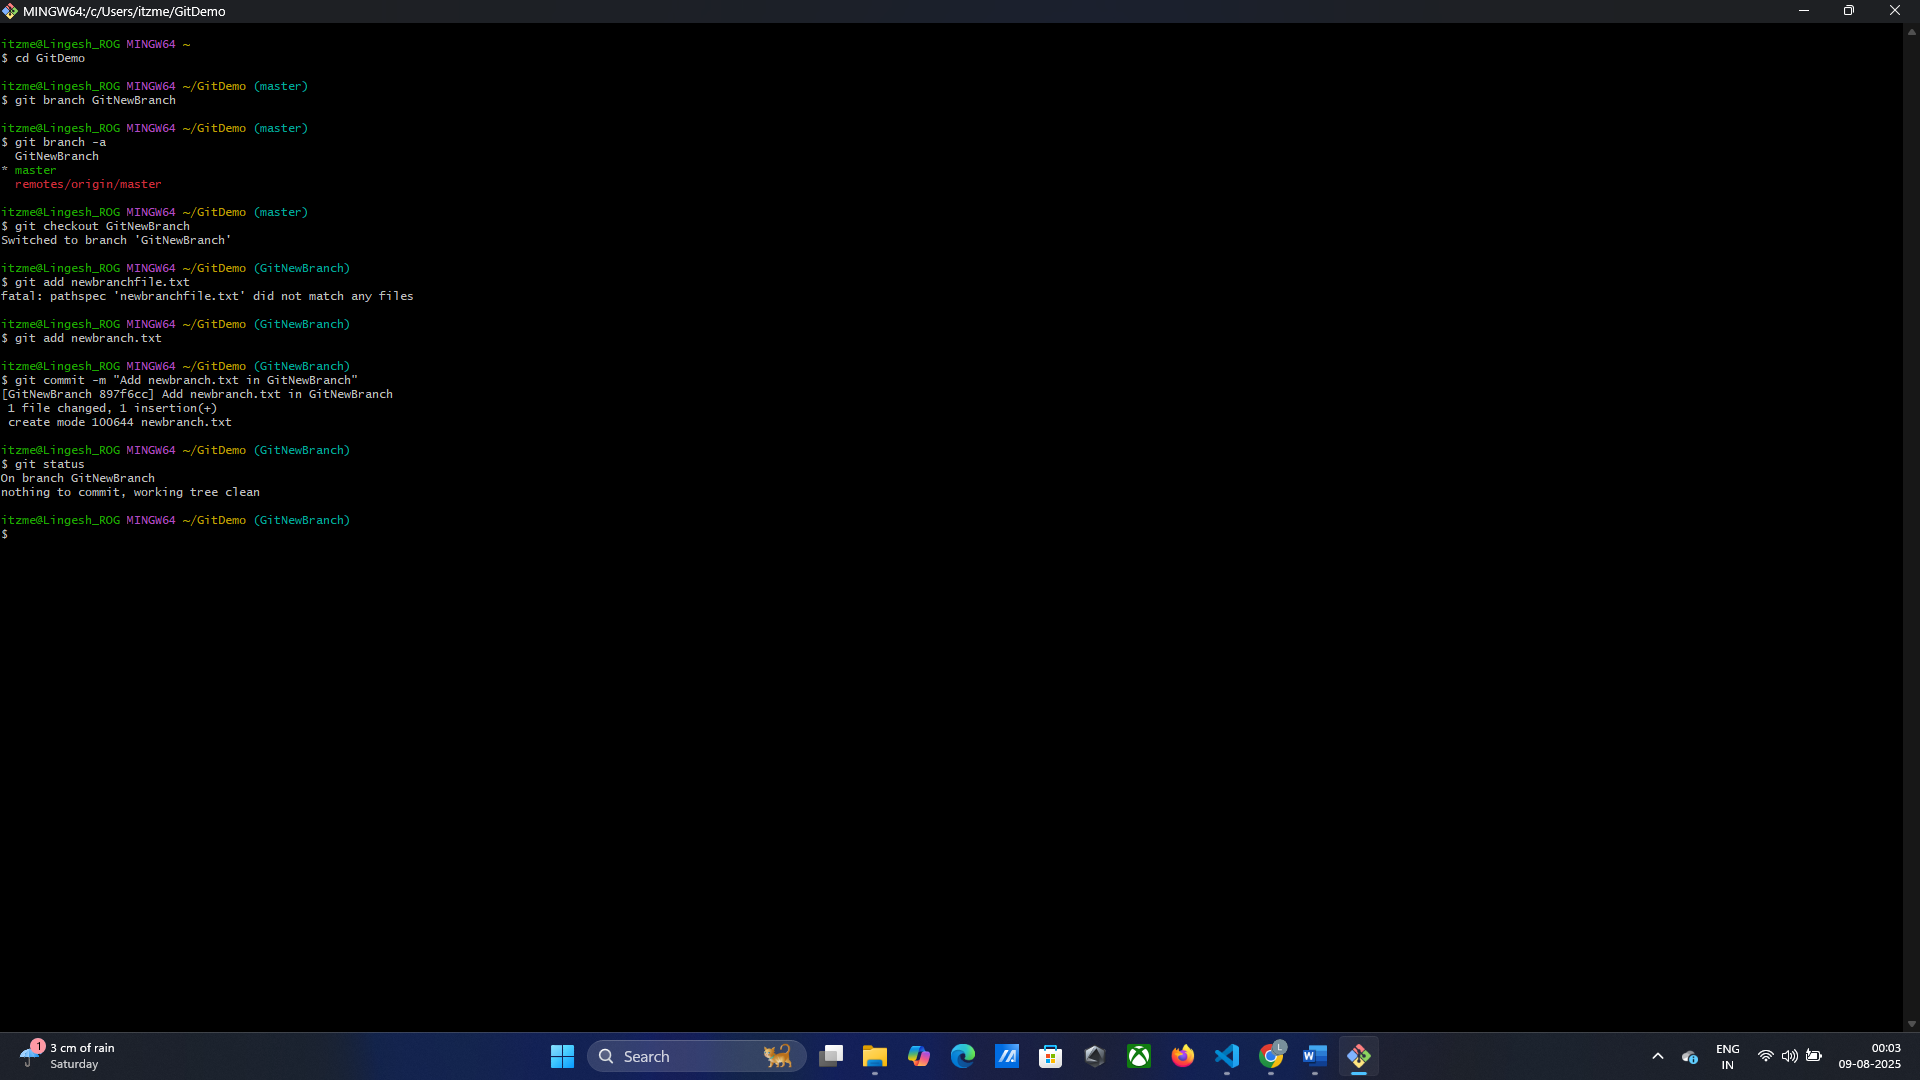 MINGW64:/c/Users/itzme/GitDemo
itzme@Lingesh_ROG MINGW64 ~
$ cd GitDemo
itzme@Lingesh_ROG MINGW64 ~/GitDemo (master)
$ git branch GitNewBranch
itzme@Lingesh_ROG MINGW64 ~/GitDemo (master)
$ git branch -a
  GitNewBranch
* master
  remotes/origin/master
itzme@Lingesh_ROG MINGW64 ~/GitDemo (master)
$ git checkout GitNewBranch
Switched to branch 'GitNewBranch'
itzme@Lingesh_ROG MINGW64 ~/GitDemo (GitNewBranch)
$ git add newbranchfile.txt
fatal: pathspec 'newbranchfile.txt' did not match any files
itzme@Lingesh_ROG MINGW64 ~/GitDemo (GitNewBranch)
$ git add newbranch.txt
itzme@Lingesh_ROG MINGW64 ~/GitDemo (GitNewBranch)
$ git commit -m "Add newbranch.txt in GitNewBranch"
[GitNewBranch 897f6cc] Add newbranch.txt in GitNewBranch
 1 file changed, 1 insertion(+)
 create mode 100644 newbranch.txt
itzme@Lingesh_ROG MINGW64 ~/GitDemo (GitNewBranch)
$ git status
On branch GitNewBranch
nothing to commit, working tree clean
itzme@Lingesh_ROG MINGW64 ~/GitDemo (GitNewBranch)
$
1
3 cm of rain
Saturday
Search
L
W
ENG
IN
00:03
09-08-2025